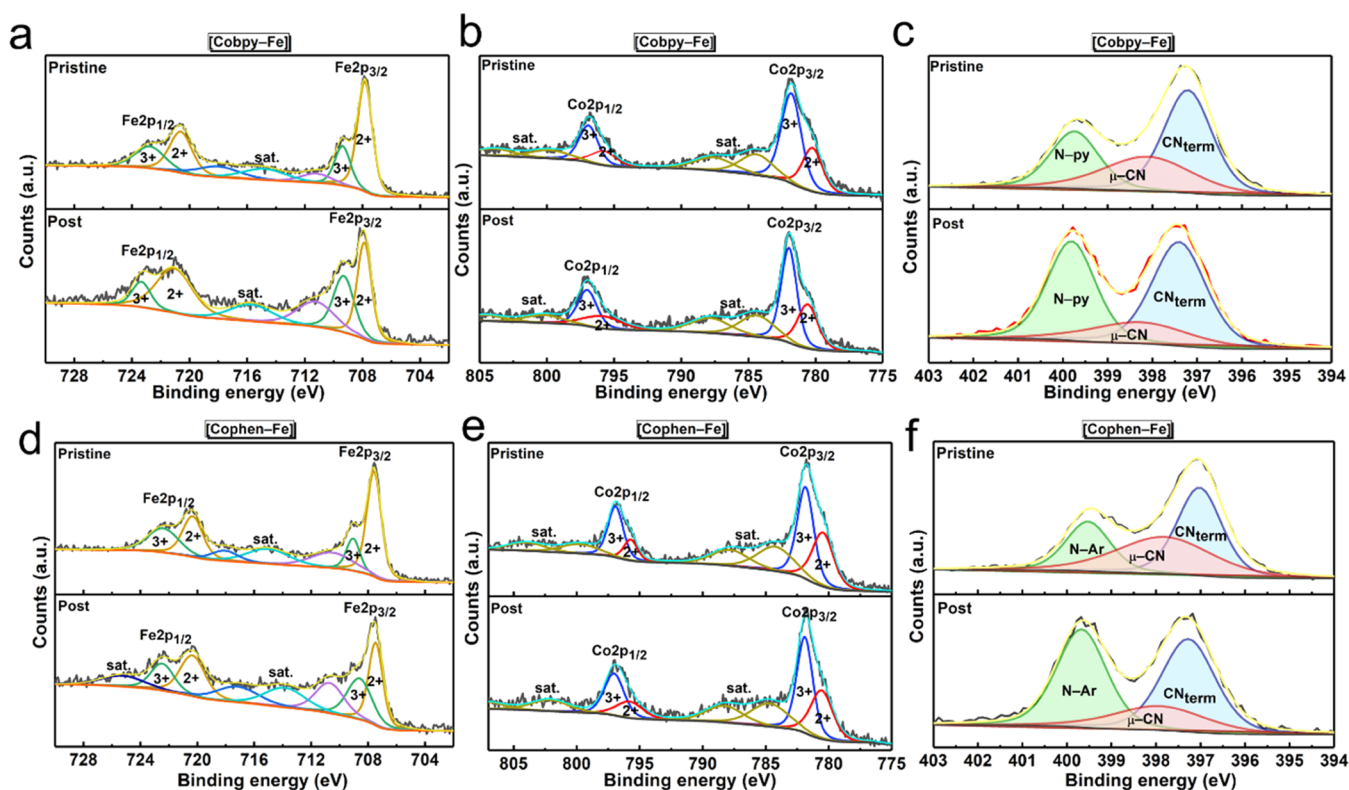 a
[Cobpy–Fe]
Pristine
Fe2p3/2
Fe2p1/2
3+
2+
sat.
3+
2+
Post
Fe2p3/2
Fe2p1/2
3+
2+
sat.
3+
2+
Counts (a.u.)
728 724 720 716 712 708 704
Binding energy (eV)
b
[Cobpy–Fe]
Pristine
Co2p3/2
Co2p1/2
sat.
3+
2+
sat.
3+
2+
Post
Co2p3/2
Co2p1/2
sat.
3+
2+
sat.
3+
2+
Counts (a.u.)
805 800 795 790 785 780 775
Binding energy (eV)
c
[Cobpy–Fe]
Pristine
N–py
μ–CN
CNterm
Post
N–py
μ–CN
CNterm
Counts (a.u.)
403 402 401 400 399 398 397 396 395 394
Binding energy (eV)
d
[Cophen–Fe]
Pristine
Fe2p3/2
Fe2p1/2
3+
2+
sat.
3+
2+
Post
Fe2p3/2
Fe2p1/2
sat.
3+
2+
sat.
3+
2+
Counts (a.u.)
728 724 720 716 712 708 704
Binding energy (eV)
e
[Cophen–Fe]
Pristine
Co2p3/2
Co2p1/2
sat.
3+
2+
sat.
3+
2+
Post
Co2p3/2
Co2p1/2
sat.
3+
2+
sat.
3+
2+
Counts (a.u.)
805 800 795 790 785 780 775
Binding energy (eV)
f
[Cophen–Fe]
Pristine
N–Ar
μ–CN
CNterm
Post
N–Ar
μ–CN
CNterm
Counts (a.u.)
403 402 401 400 399 398 397 396 395 394
Binding energy (eV)